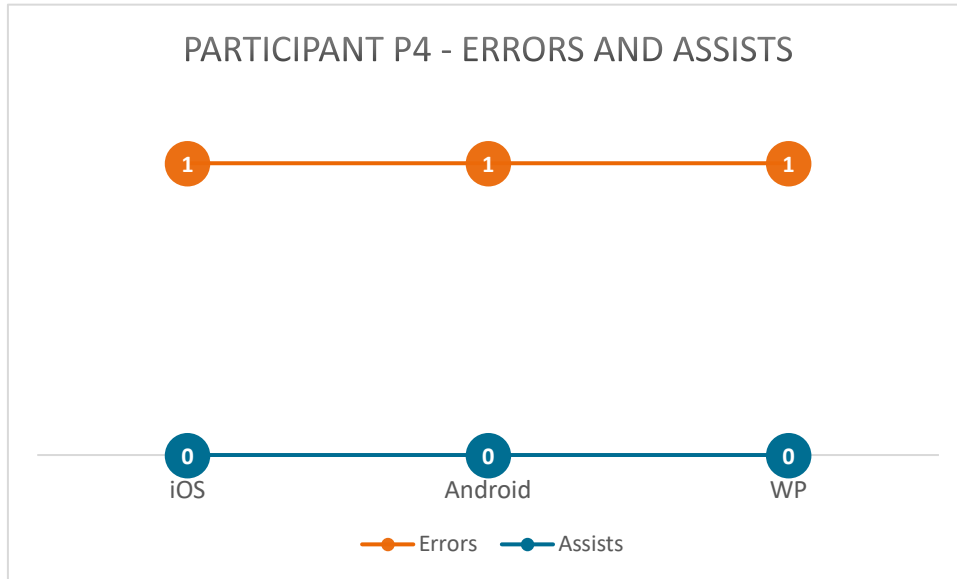 PARTICIPANT P4 - ERRORS AND ASSISTS
1 1 1
0 0 0
iOS Android WP
Errors Assists